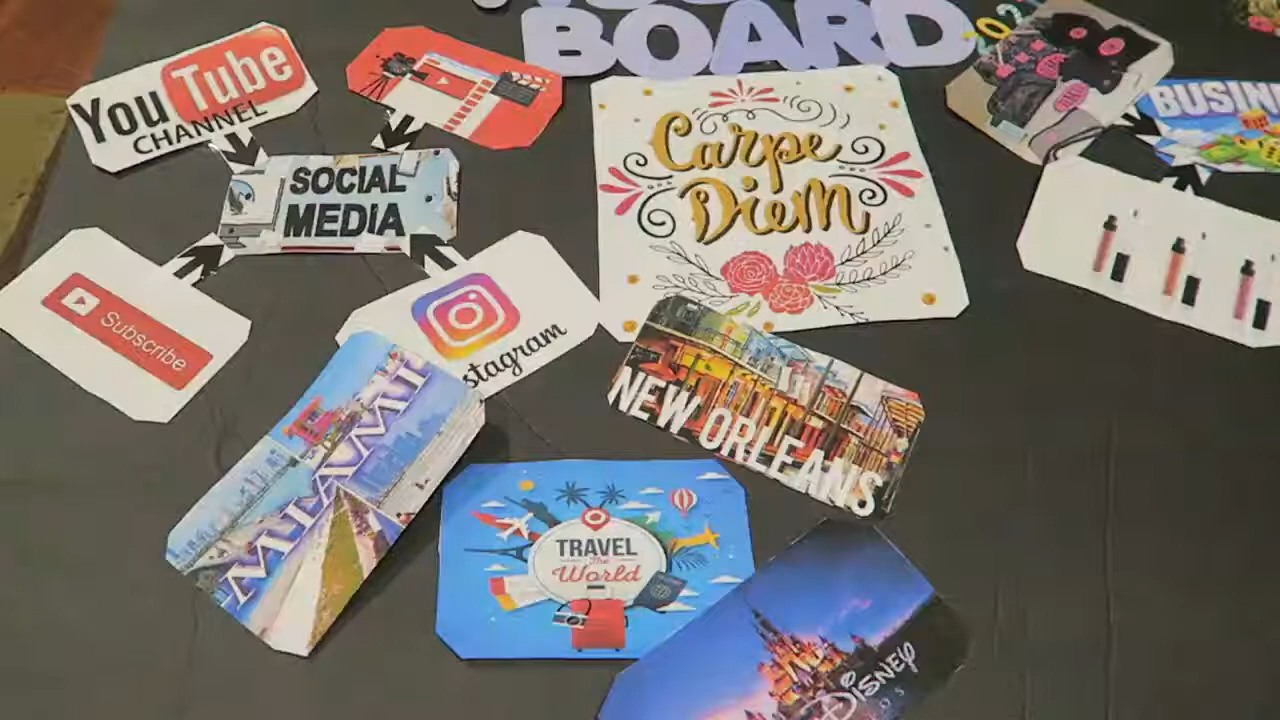 BOARD
You Tube
CHANNEL
SOCIAL
MEDIA
Subscribe
stagram
Carpe
Diem
BUSIN
MIAMI
NEW ORLEANS
TRAVEL
The
World
Disney